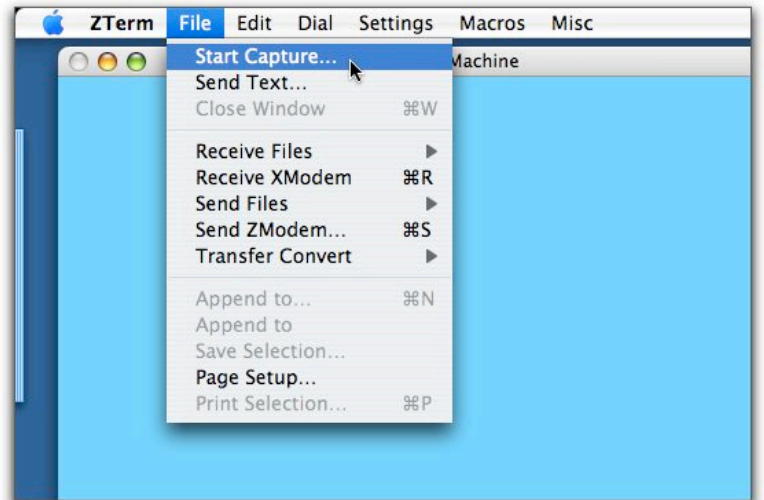 ZTerm File Edit Dial Settings Macros Misc
Machine
Start Capture...
Send Text...
Close Window ⌘W
Receive Files
Receive XModem ⌘R
Send Files
Send ZModem... ⌘S
Transfer Convert
Append to... ⌘N
Append to
Save Selection...
Page Setup...
Print Selection... ⌘P